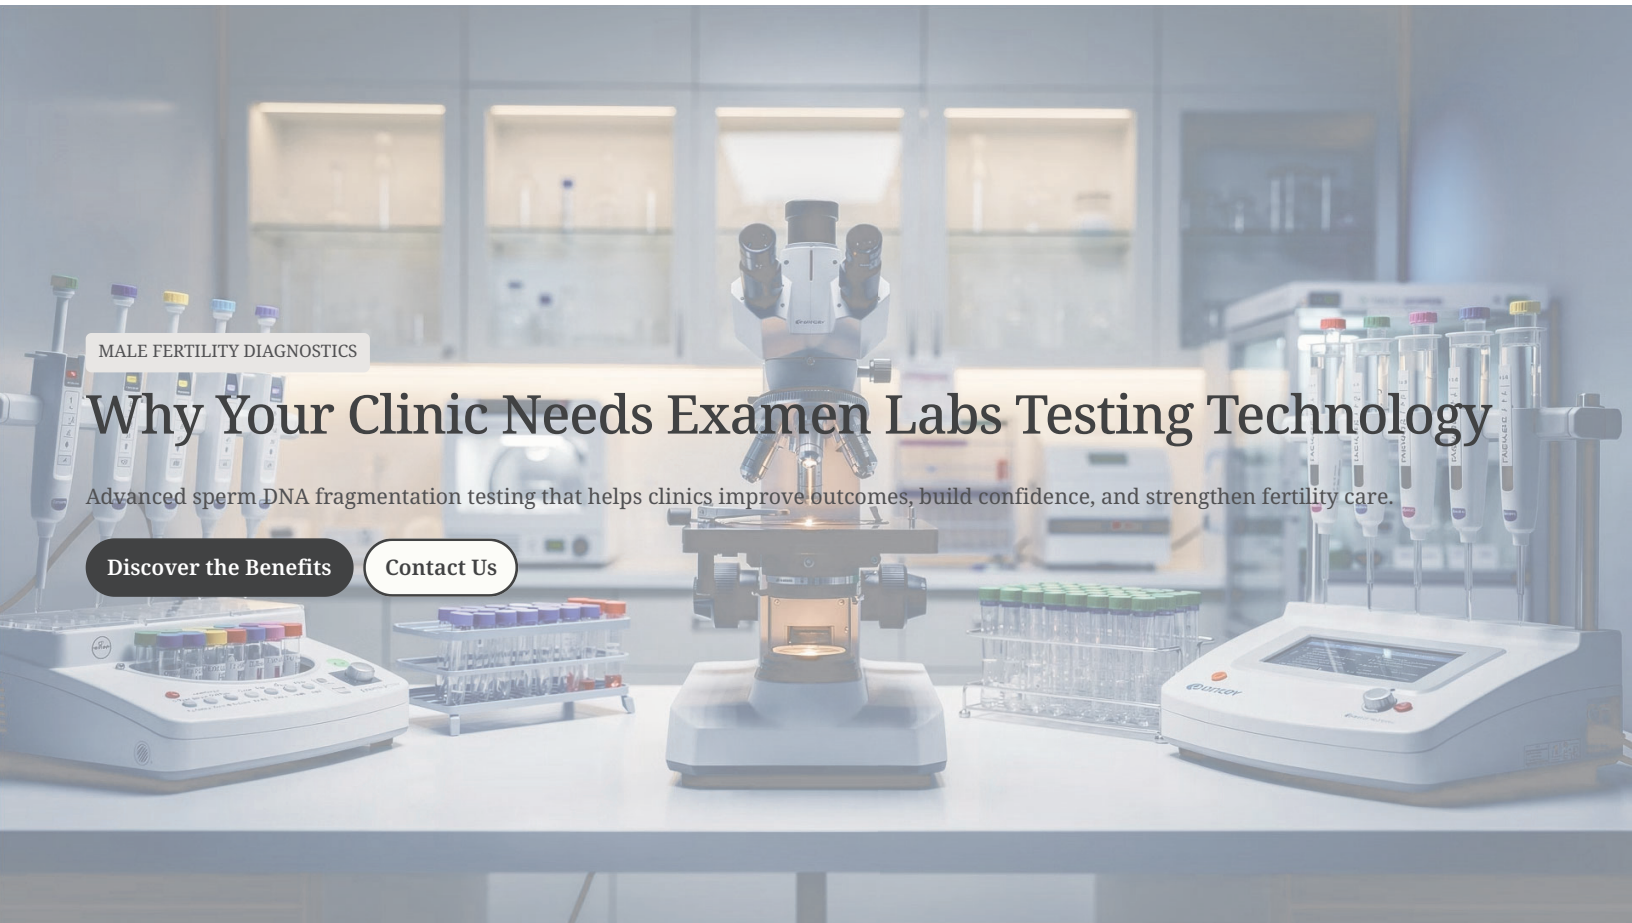 MALE FERTILITY DIAGNOSTICS
Why Your Clinic Needs Examen Labs Testing Technology
Advanced sperm DNA fragmentation testing that helps clinics improve outcomes, build confidence, and strengthen fertility care.
Discover the Benefits
Contact Us